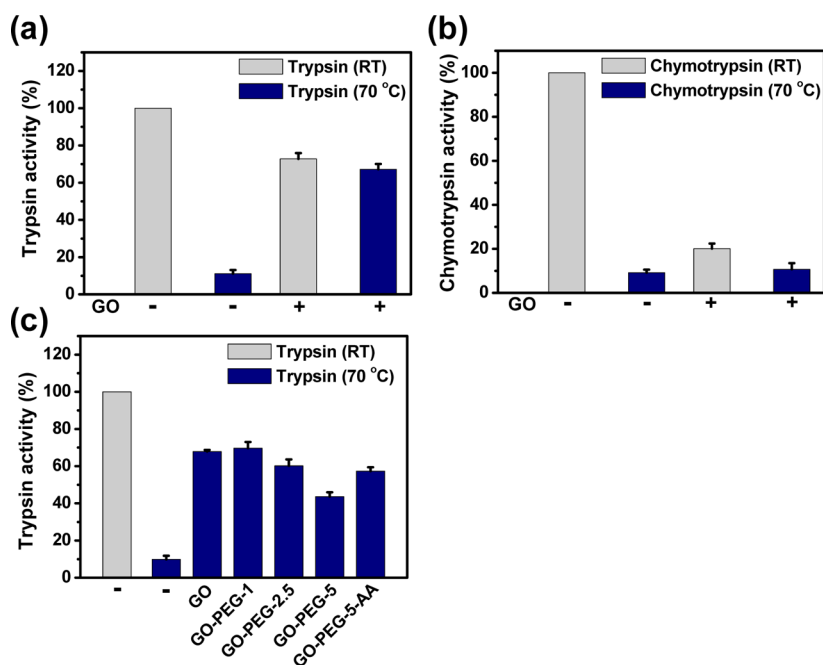 (a)
Trypsin activity (%)
120
100
80
60
40
20
0
Trypsin (RT)
Trypsin (70 °C)
GO - - + +
(b)
Chymotrypsin activity (%)
100
80
60
40
20
0
Chymotrypsin (RT)
Chymotrypsin (70 °C)
GO - - + +
(c)
Trypsin activity (%)
120
100
80
60
40
20
0
Trypsin (RT)
Trypsin (70 °C)
- - GO GO-PEG-1 GO-PEG-2.5 GO-PEG-5 GO-PEG-5-AA